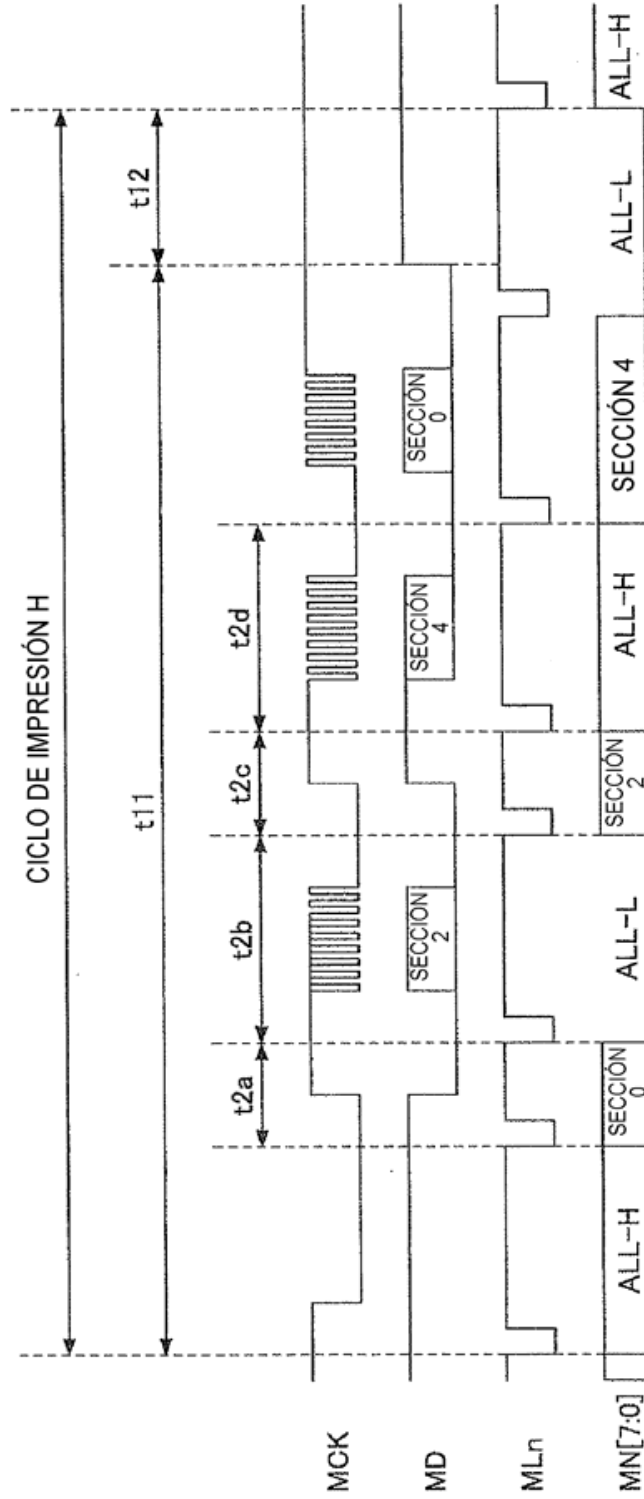 CICLO DE IMPRESIÓN H
t11
t12
t2a
t2b
t2c
t2d
MCK
MD
SECCIÓN
2
SECCIÓN
4
SECCIÓN
0
MLn
MN[7:0]
ALL-H
SECCIÓN
0
ALL-L
SECCIÓN
2
ALL-H
SECCIÓN 4
ALL-L
ALL-H